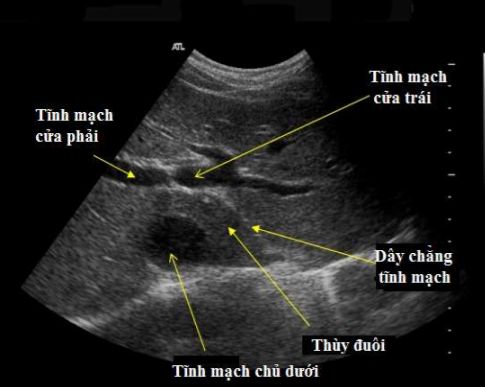 ATL
Tĩnh mạch
cửa trái
Tĩnh mạch
cửa phải
Dây chằng
tĩnh mạch
Thùy đuôi
Tĩnh mạch chủ dưới